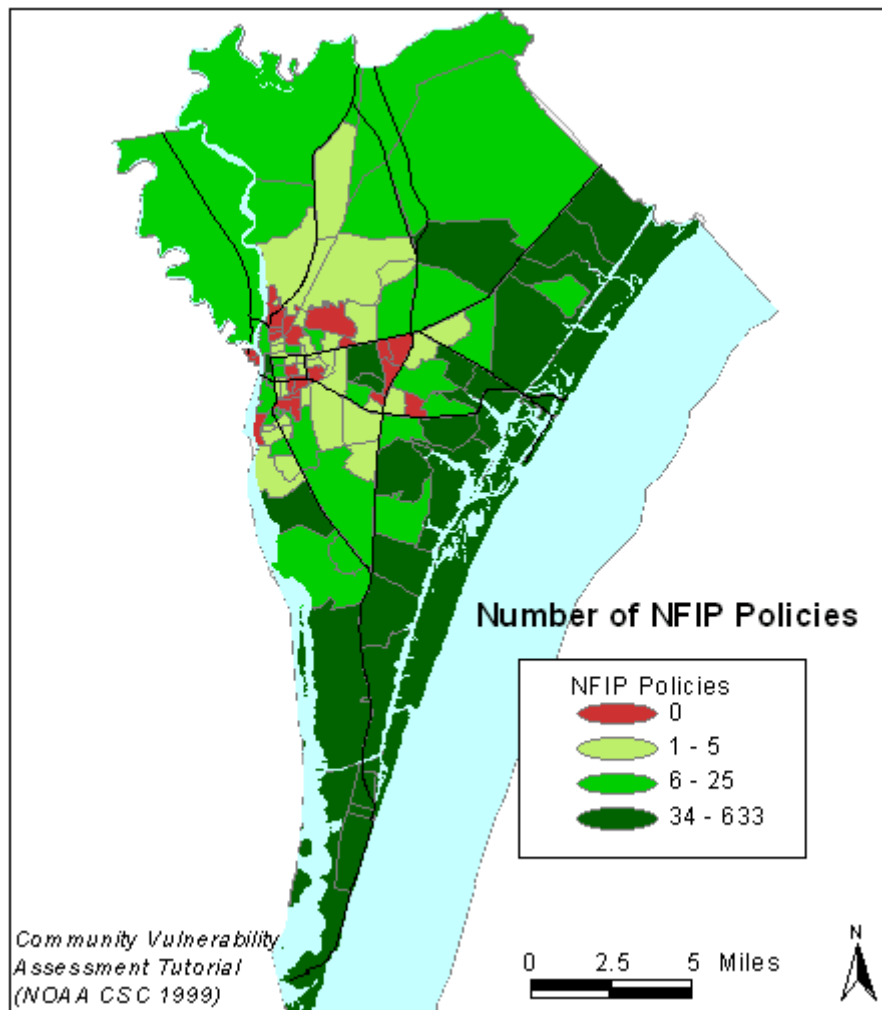 Number of NFIP Policies
NFIP Policies
0
1 - 5
6 - 25
34 - 633
Community Vulnerability
Assessment Tutorial
(NOAA CSC 1999)
0 2.5 5 Miles
N